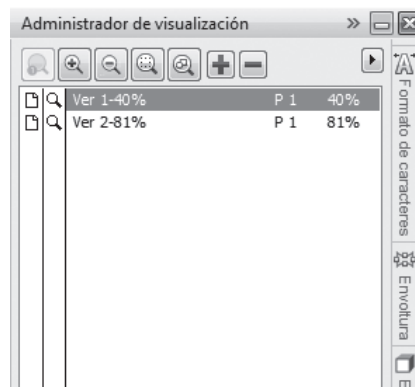 Administrador de visualización
Ver 1-40% P 1 40%
Ver 2-81% P 1 81%
Formato de caracteres
Envoltura